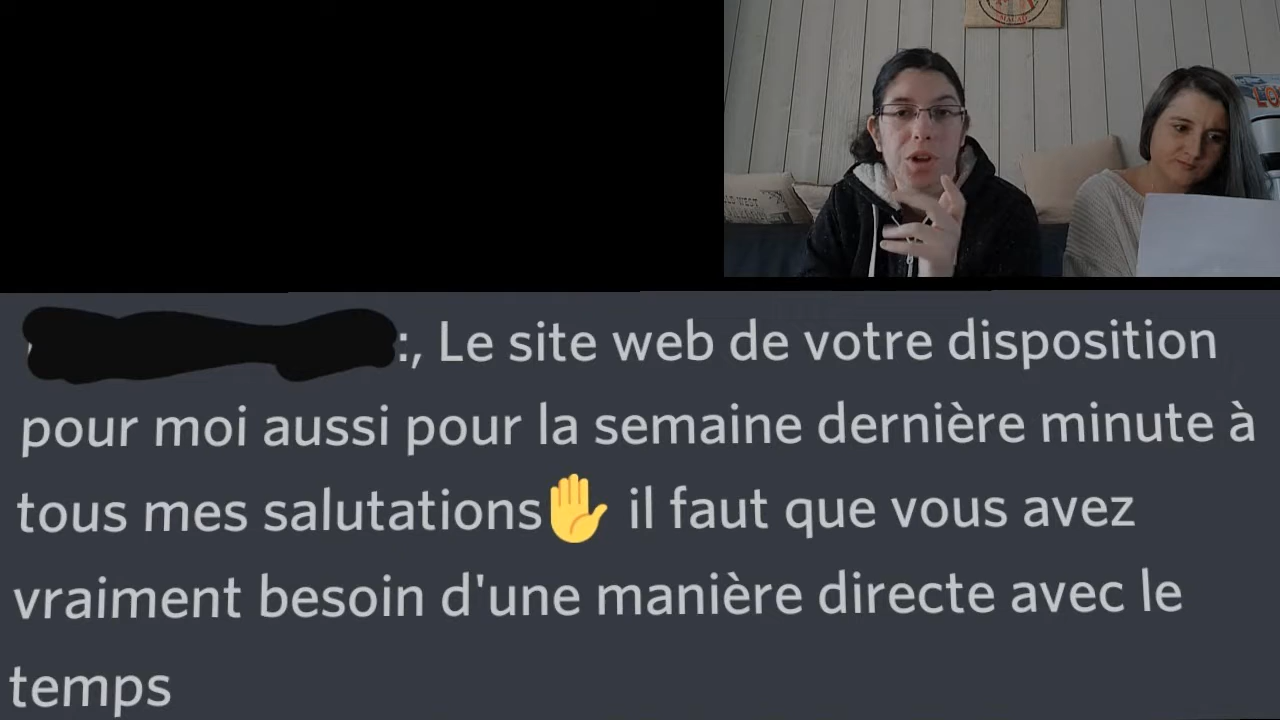 :, Le site web de votre disposition
pour moi aussi pour la semaine dernière minute à
tous mes salutations✋ il faut que vous avez
vraiment besoin d'une manière directe avec le
temps